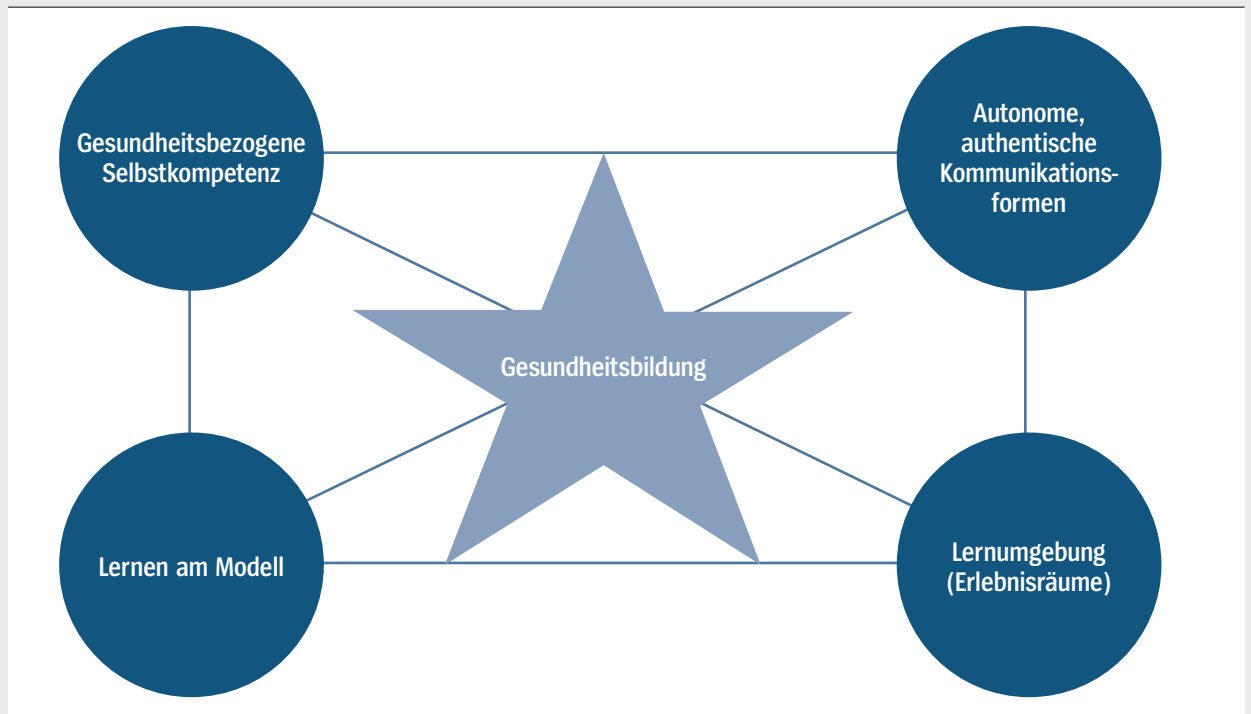 Gesundheitsbezogene
Selbstkompetenz
Autonome,
authentische
Kommunikations-
formen
Gesundheitsbildung
Lernen am Modell
Lernumgebung
(Erlebnisräume)